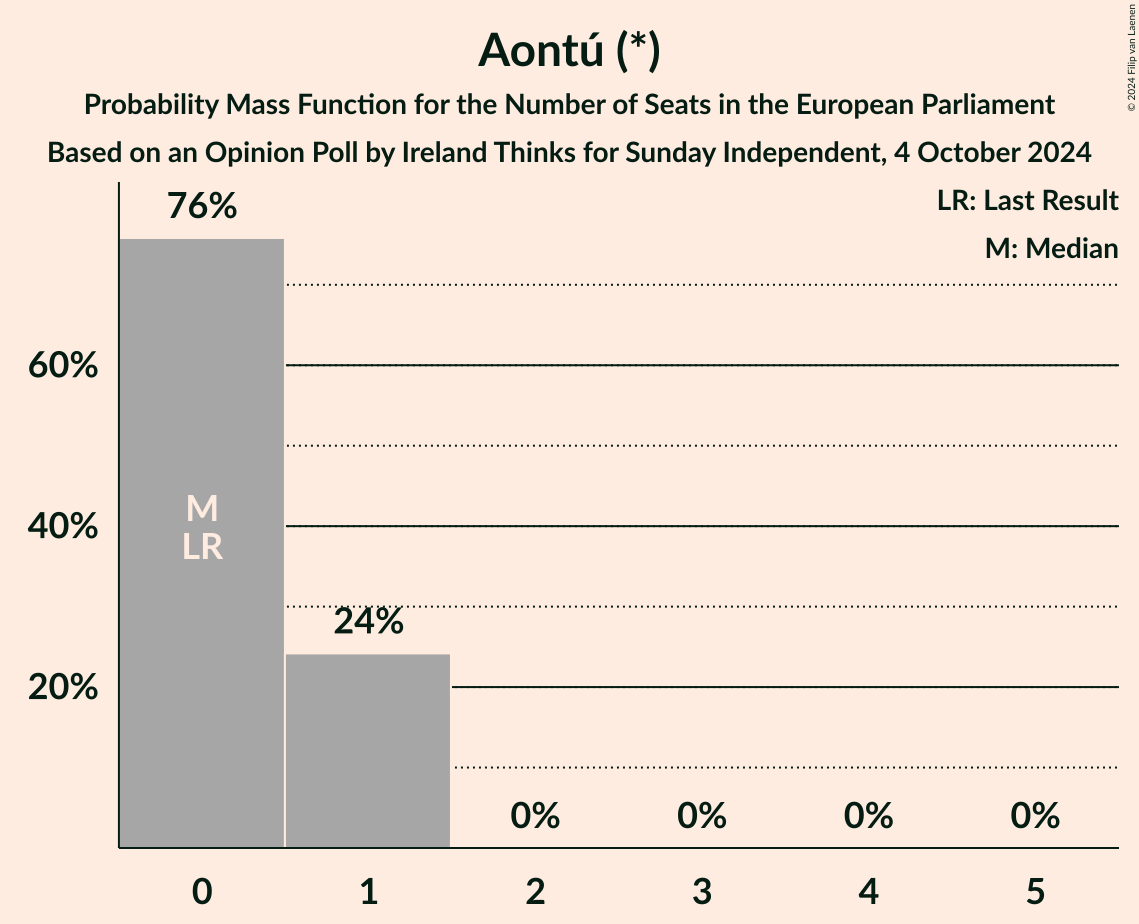 Aontú (*)
Probability Mass Function for the Number of Seats in the European Parliament
Based on an Opinion Poll by Ireland Thinks for Sunday Independent, 4 October 2024
© 2024 Filip van Laenen
LR: Last Result
M: Median
76%
60%
40%
20%
M
LR
24%
0%
0%
0%
0%
0
1
2
3
4
5